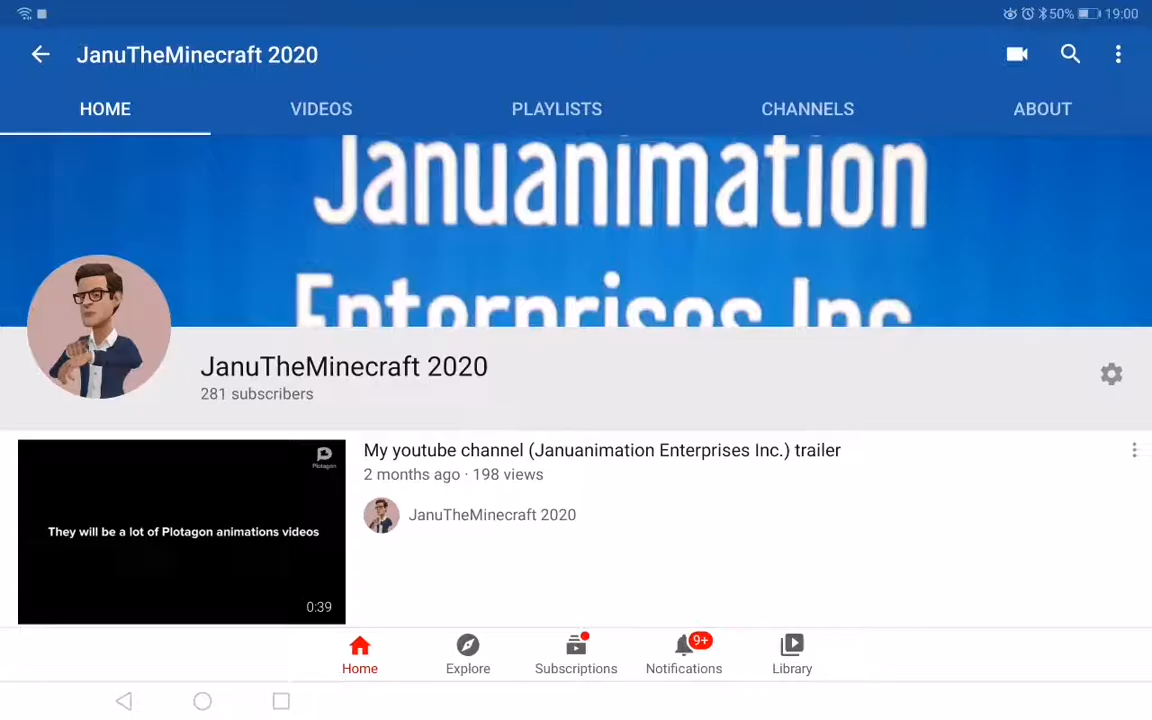 50% 19:00
JanuTheMinecraft 2020
HOME VIDEOS PLAYLISTS CHANNELS ABOUT
Januanimation
Enterprises Inc.
JanuTheMinecraft 2020
281 subscribers
My youtube channel (Januanimation Enterprises Inc.) trailer
2 months ago · 198 views
JanuTheMinecraft 2020
Plotagon
They will be a lot of Plotagon animations videos
0:39
9+
Home Explore Subscriptions Notifications Library